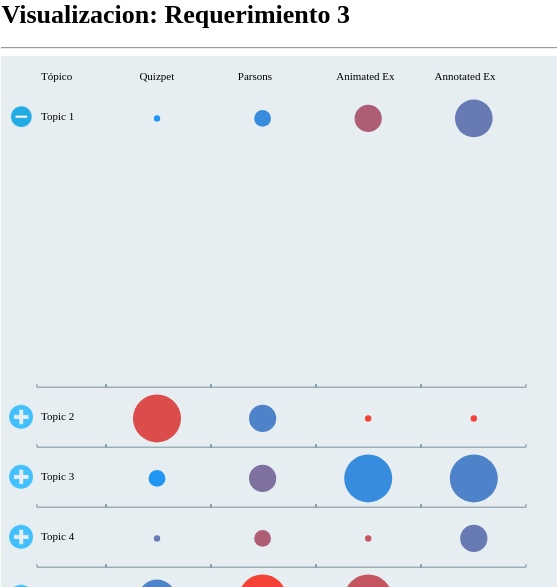 Visualizacion: Requerimiento 3
Tópico Quizpet Parsons Animated Ex Annotated Ex
Topic 1
Topic 2
Topic 3
Topic 4